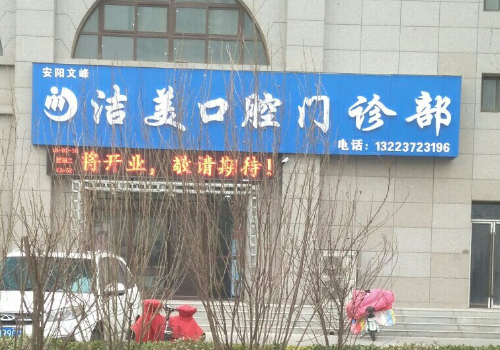 安阳文峰
洁美口腔门诊部
电话：13223723196
将开业，敬请期待！